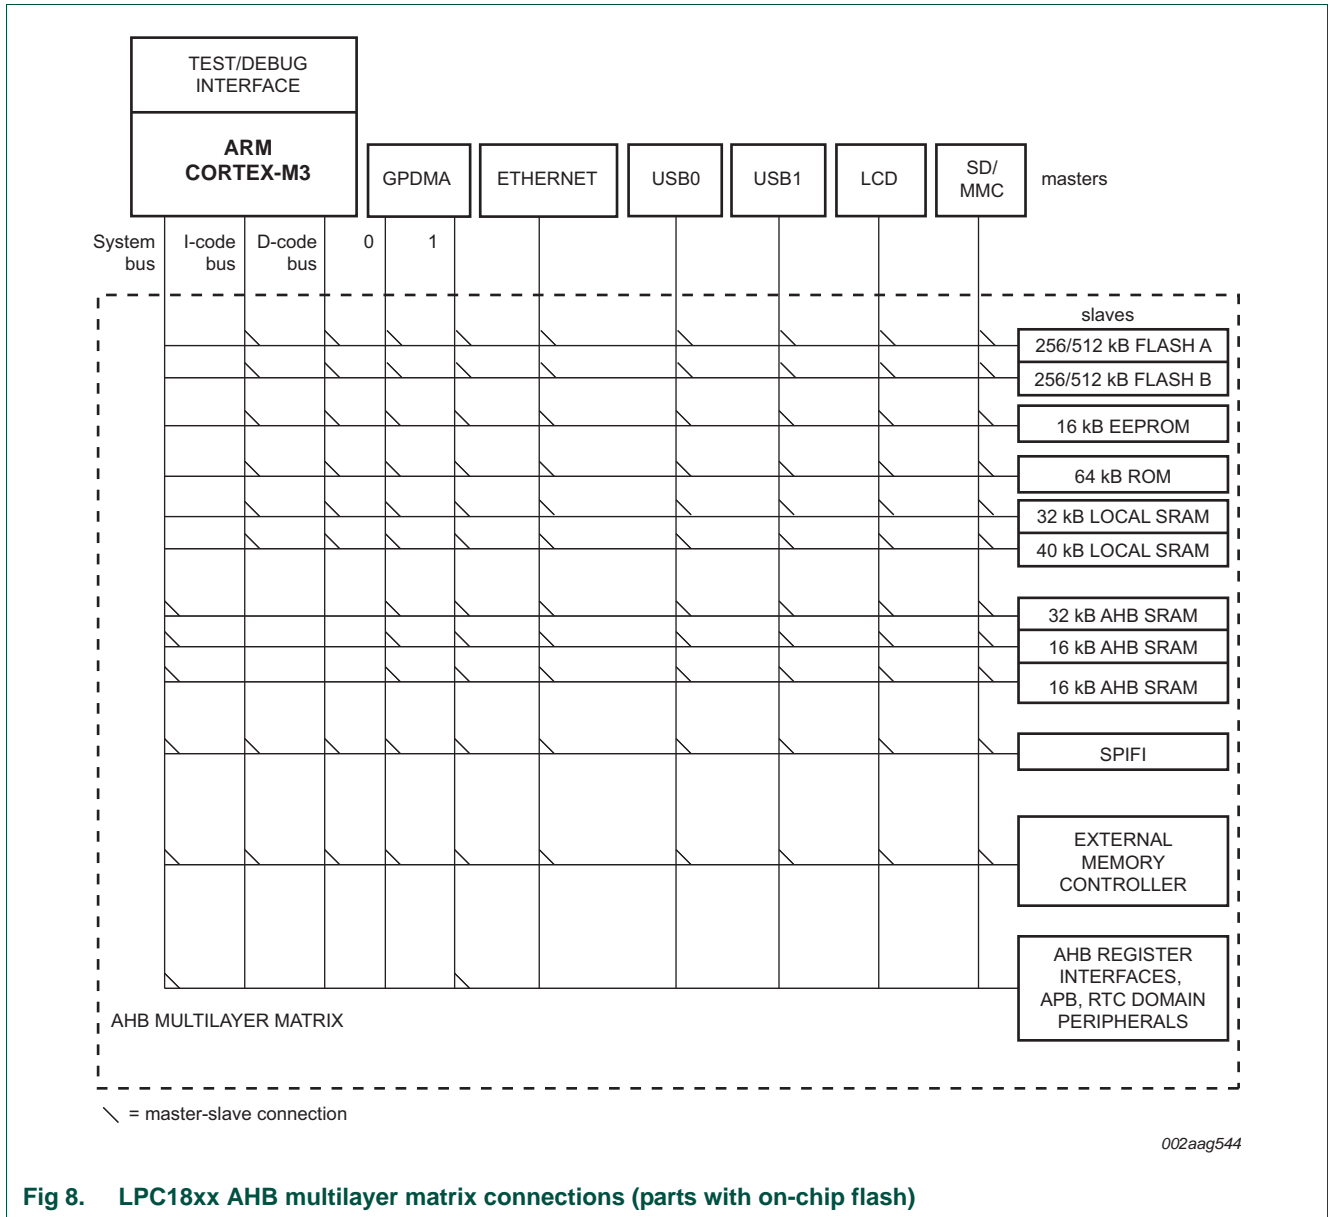 TEST/DEBUG
INTERFACE
ARM
CORTEX-M3
GPDMA
ETHERNET
USB0
USB1
LCD
SD/
MMC
masters
System
bus
I-code
bus
D-code
bus
0
1
slaves
256/512 kB FLASH A
256/512 kB FLASH B
16 kB EEPROM
64 kB ROM
32 kB LOCAL SRAM
40 kB LOCAL SRAM
32 kB AHB SRAM
16 kB AHB SRAM
16 kB AHB SRAM
SPIFI
EXTERNAL
MEMORY
CONTROLLER
AHB REGISTER
INTERFACES,
APB, RTC DOMAIN
PERIPHERALS
AHB MULTILAYER MATRIX
= master-slave connection
002aag544
Fig 8. LPC18xx AHB multilayer matrix connections (parts with on-chip flash)